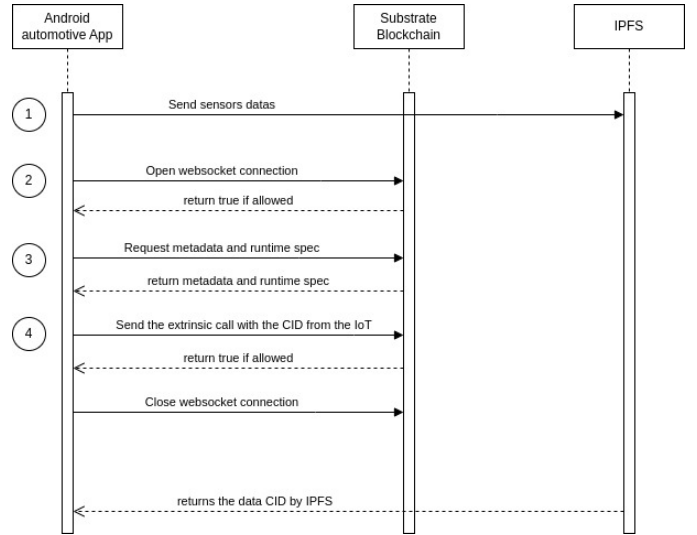 Android
automotive App
Substrate
Blockchain
IPFS
1
Send sensors datas
2
Open websocket connection
return true if allowed
3
Request metadata and runtime spec
return metadata and runtime spec
4
Send the extrinsic call with the CID from the IoT
return true if allowed
Close websocket connection
returns the data CID by IPFS